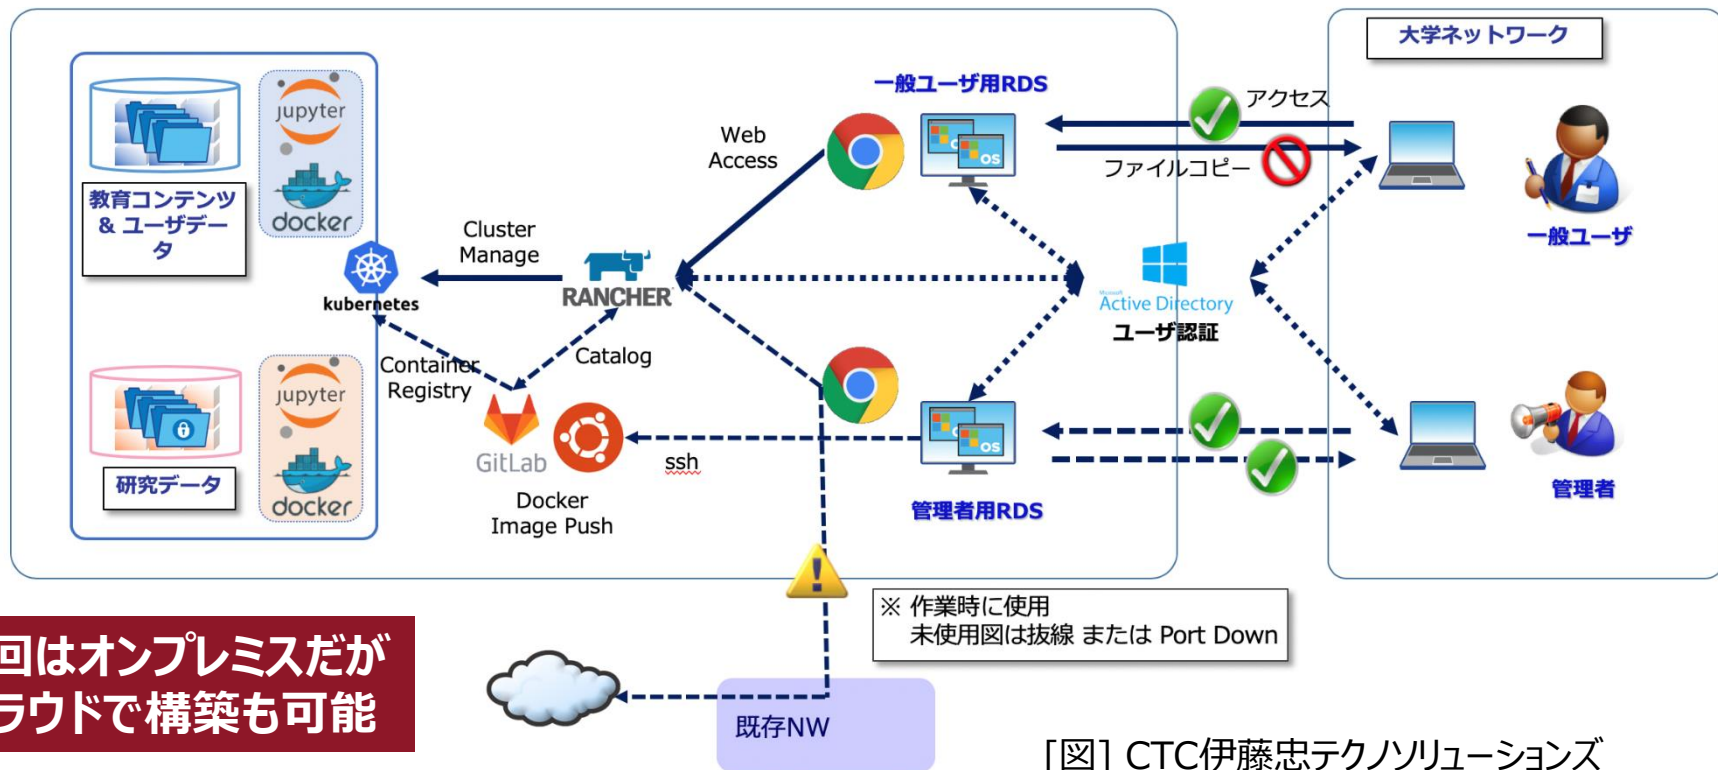 大学ネットワーク
一般ユーザ用RDS
アクセス
ファイルコピー
一般ユーザ
Web
Access
jupyter
docker
教育コンテンツ
& ユーザデー
タ
Cluster
Manage
kubernetes
RANCHER
Microsoft
Active Directory
ユーザ認証
Container
Registry
Catalog
jupyter
docker
研究データ
GitLab
ssh
Docker
Image Push
OS
OS
管理者用RDS
管理者
※ 作業時に使用
未使用図は抜線 または Port Down
回はオンプレミスだが
ラウドで構築も可能
既存NW
[図] CTC伊藤忠テクノソリューションズ